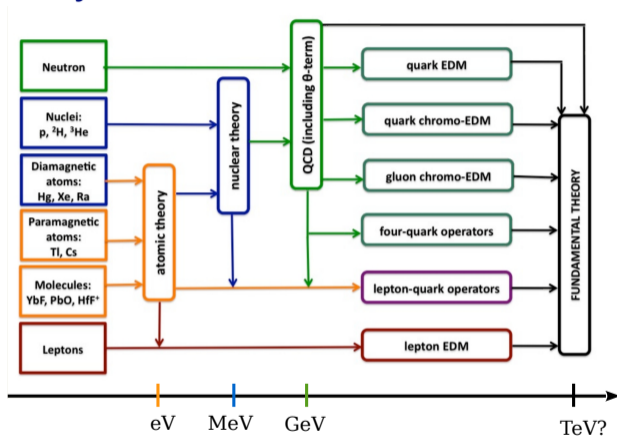 Neutron
Nuclei:
p, ²H, ³He
Diamagnetic
atoms:
Hg, Xe, Ra
Paramagnetic
atoms:
Tl, Cs
Molecules:
YbF, PbO, HfF⁺
Leptons
atomic theory
nuclear theory
QCD (including θ-term)
quark EDM
quark chromo-EDM
gluon chromo-EDM
four-quark operators
lepton-quark operators
lepton EDM
FUNDAMENTAL THEORY
eV
MeV
GeV
TeV?